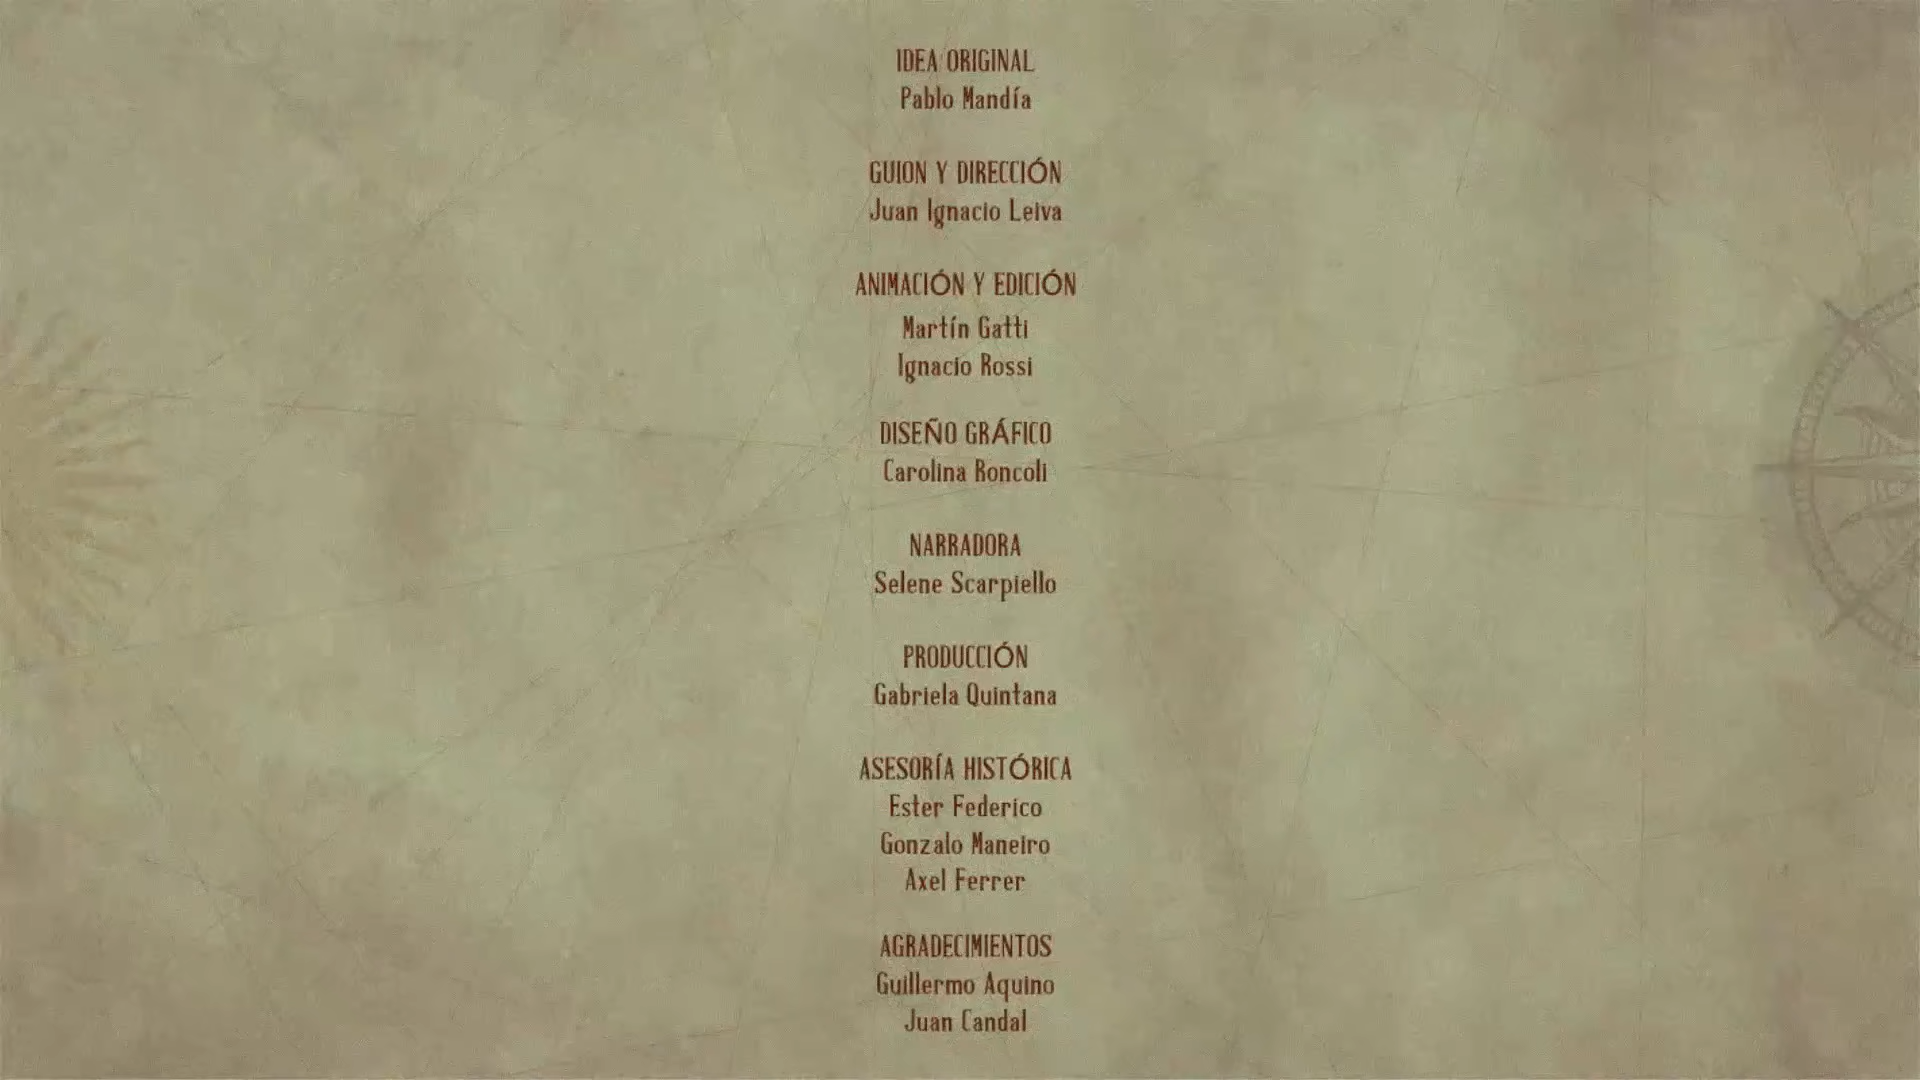 IDEA ORIGINAL
Pablo Mandía
GUION Y DIRECCIÓN
Juan Ignacio Leiva
ANIMACIÓN Y EDICIÓN
Martín Gatti
Ignacio Rossi
DISEÑO GRÁFICO
Carolina Roncoli
NARRADORA
Selene Scarpiello
PRODUCCIÓN
Gabriela Quintana
ASESORÍA HISTÓRICA
Ester Federico
Gonzalo Maneiro
Axel Ferrer
AGRADECIMIENTOS
Guillermo Aquino
Juan Candal